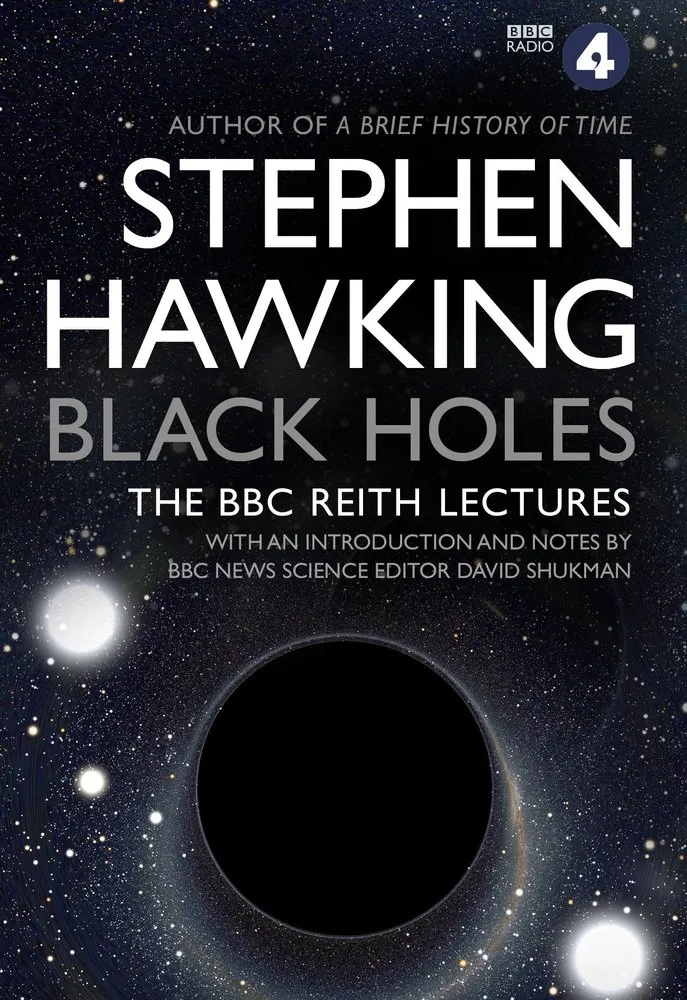 BBC
RADIO
4
AUTHOR OF A BRIEF HISTORY OF TIME
STEPHEN
HAWKING
BLACK HOLES
THE BBC REITH LECTURES
WITH AN INTRODUCTION AND NOTES BY
BBC NEWS SCIENCE EDITOR DAVID SHUKMAN